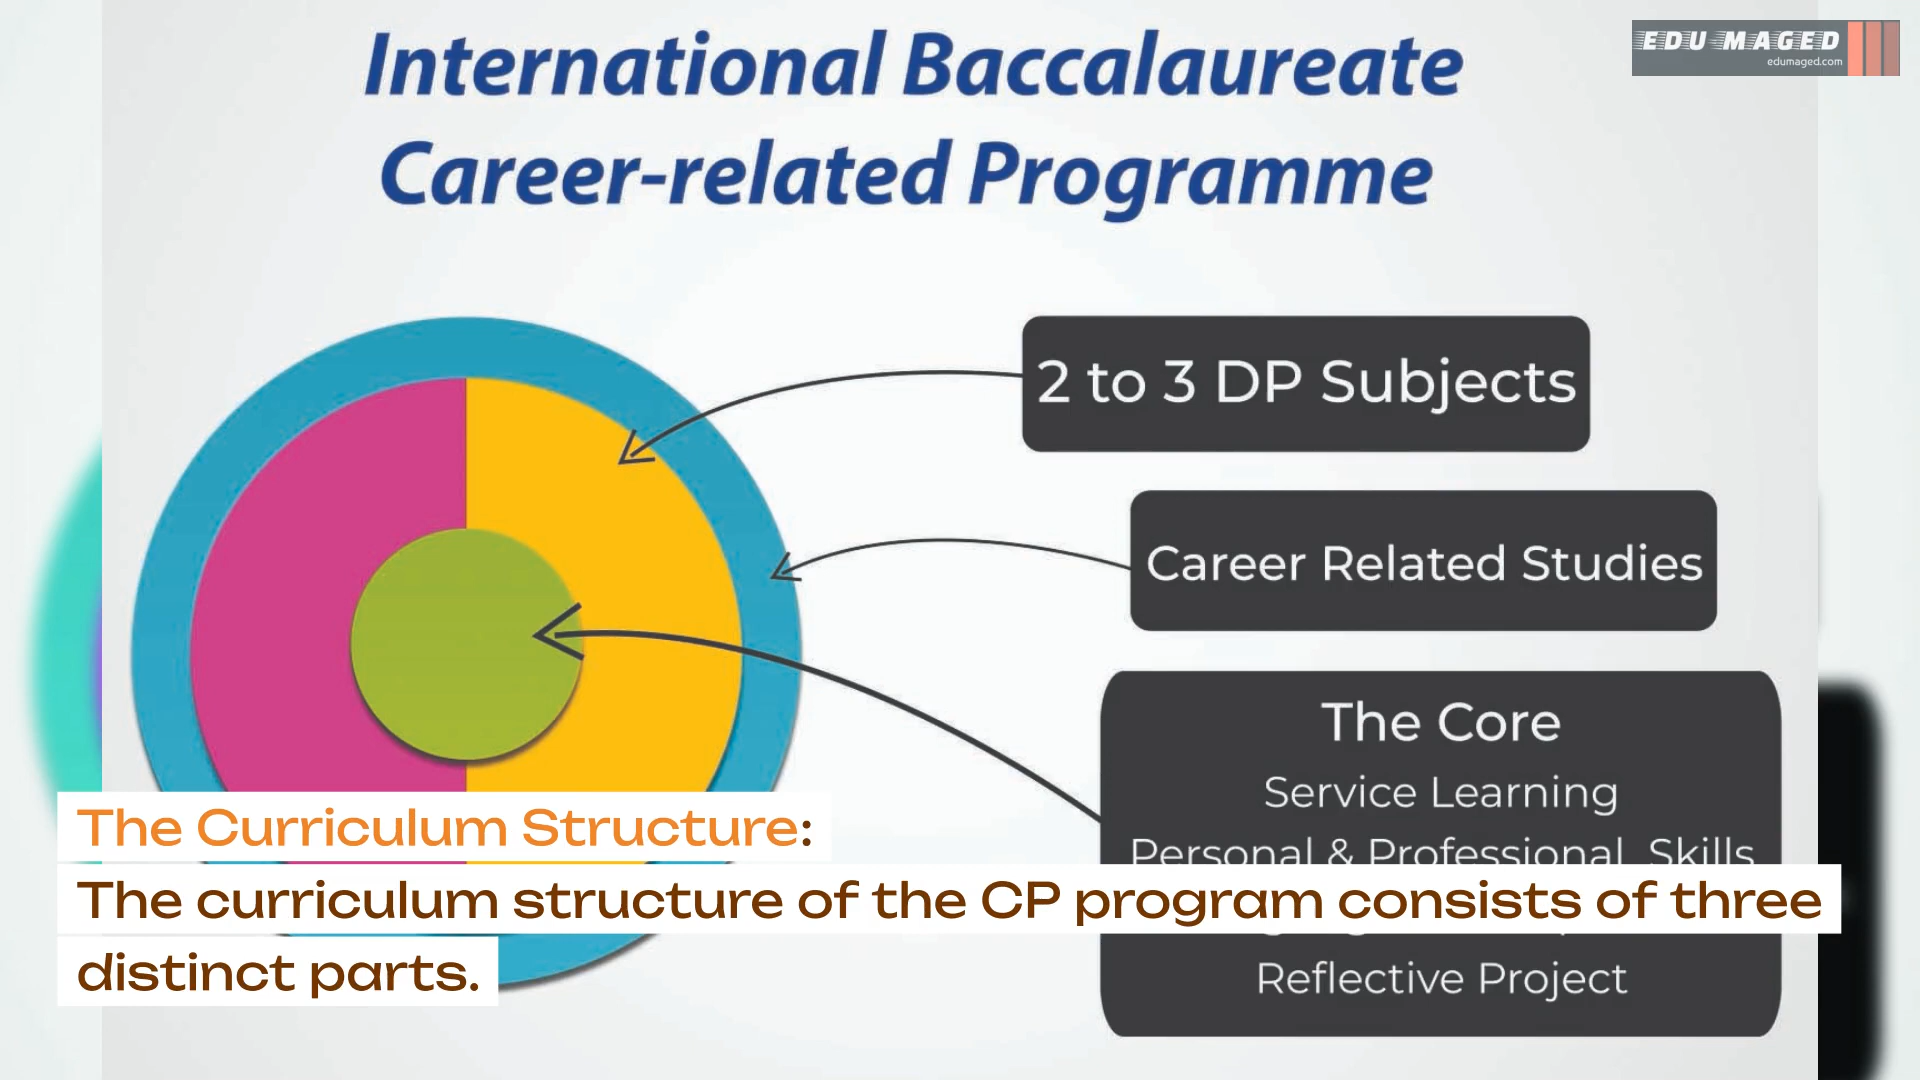 International Baccalaureate
Career-related Programme
EDU MAGED
edumaged.com
2 to 3 DP Subjects
Career Related Studies
The Core
Service Learning
Personal & Professional Skills
Reflective Project
The Curriculum Structure:
The curriculum structure of the CP program consists of three
distinct parts.